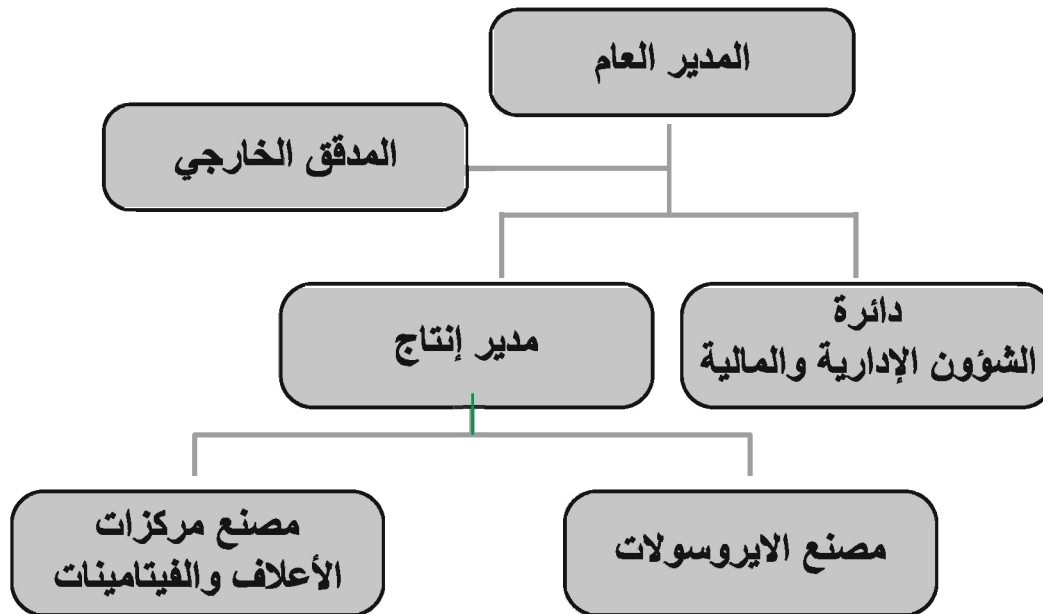 المدير العام
المدقق الخارجي
دائرة
الشؤون الإدارية والمالية
مدير إنتاج
مصنع الايروسولات
مصنع مركزات
الأعلاف والفيتامينات